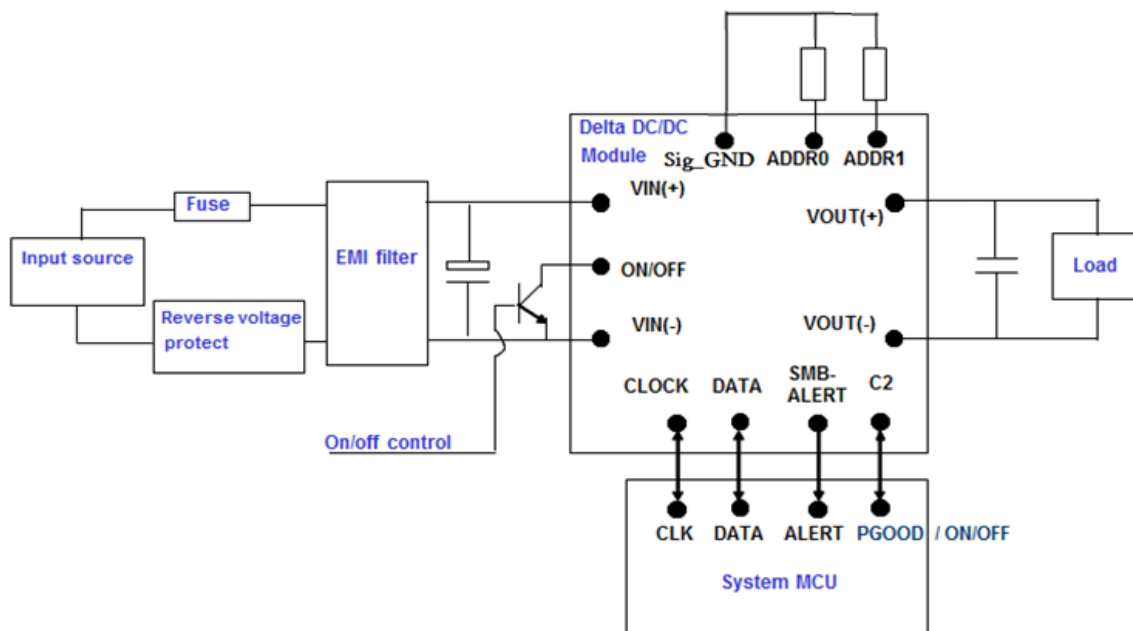 Delta DC/DC
Module
Sig_GND ADDR0 ADDR1
VIN(+)
VOUT(+)
Fuse
Input source
EMI filter
ON/OFF
Load
Reverse voltage
protect
VIN(-)
VOUT(-)
CLOCK DATA SMB-
ALERT C2
On/off control
CLK DATA ALERT PGOOD / ON/OFF
System MCU